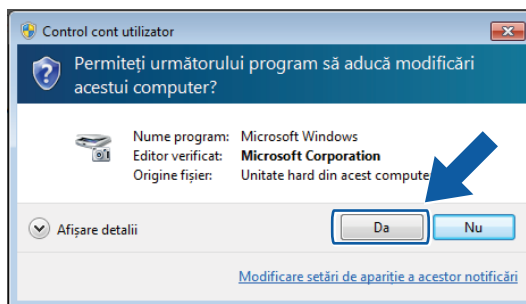 Control cont utilizator
Permiteți următorului program să aducă modificări
acestui computer?
Nume program: Microsoft Windows
Editor verificat: Microsoft Corporation
Origine fișier: Unitate hard din acest computer
Afișare detalii
Da
Nu
Modificare setări de apariție a acestor notificări